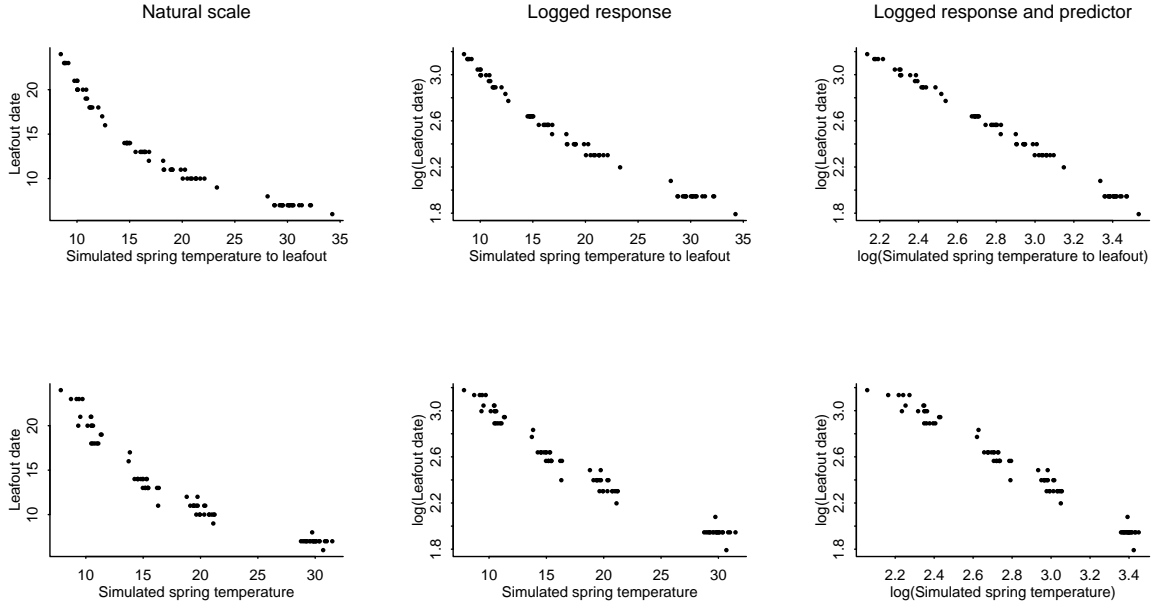 Natural scale
Logged response
Logged response and predictor
Leafout date
10 15 20
10 15 20 25 30 35
Simulated spring temperature to leafout
log(Leafout date)
1.8 2.2 2.6 3.0
10 15 20 25 30 35
Simulated spring temperature to leafout
log(Leafout date)
1.8 2.2 2.6 3.0
2.2 2.4 2.6 2.8 3.0 3.2 3.4
log(Simulated spring temperature to leafout)
Leafout date
10 15 20
10 15 20 25 30
Simulated spring temperature
log(Leafout date)
1.8 2.2 2.6 3.0
10 15 20 25 30
Simulated spring temperature
log(Leafout date)
1.8 2.2 2.6 3.0
2.2 2.4 2.6 2.8 3.0 3.2 3.4
log(Simulated spring temperature)